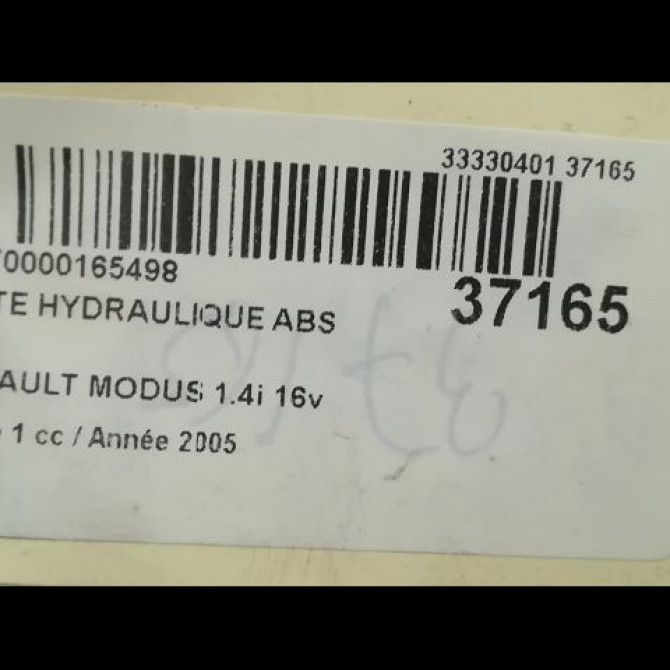 33330401 37165
70000165498
37165
TE HYDRAULIQUE ABS
AULT MODUS 1.4i 16v
1 cc / Année 2005